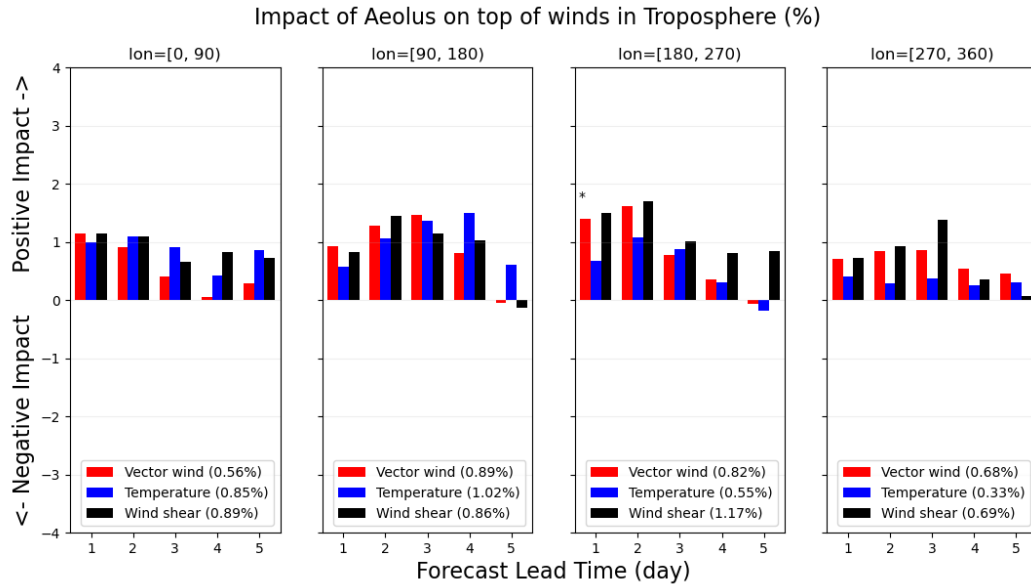 Impact of Aeolus on top of winds in Troposphere (%)
lon=[0, 90)
lon=[90, 180)
lon=[180, 270)
lon=[270, 360)
<- Negative Impact      Positive Impact ->
4
3
2
1
0
−1
−2
−3
−4
*
Vector wind (0.56%)
Temperature (0.85%)
Wind shear (0.89%)
Vector wind (0.89%)
Temperature (1.02%)
Wind shear (0.86%)
Vector wind (0.82%)
Temperature (0.55%)
Wind shear (1.17%)
Vector wind (0.68%)
Temperature (0.33%)
Wind shear (0.69%)
1 2 3 4 5
1 2 3 4 5
1 2 3 4 5
1 2 3 4 5
Forecast Lead Time (day)